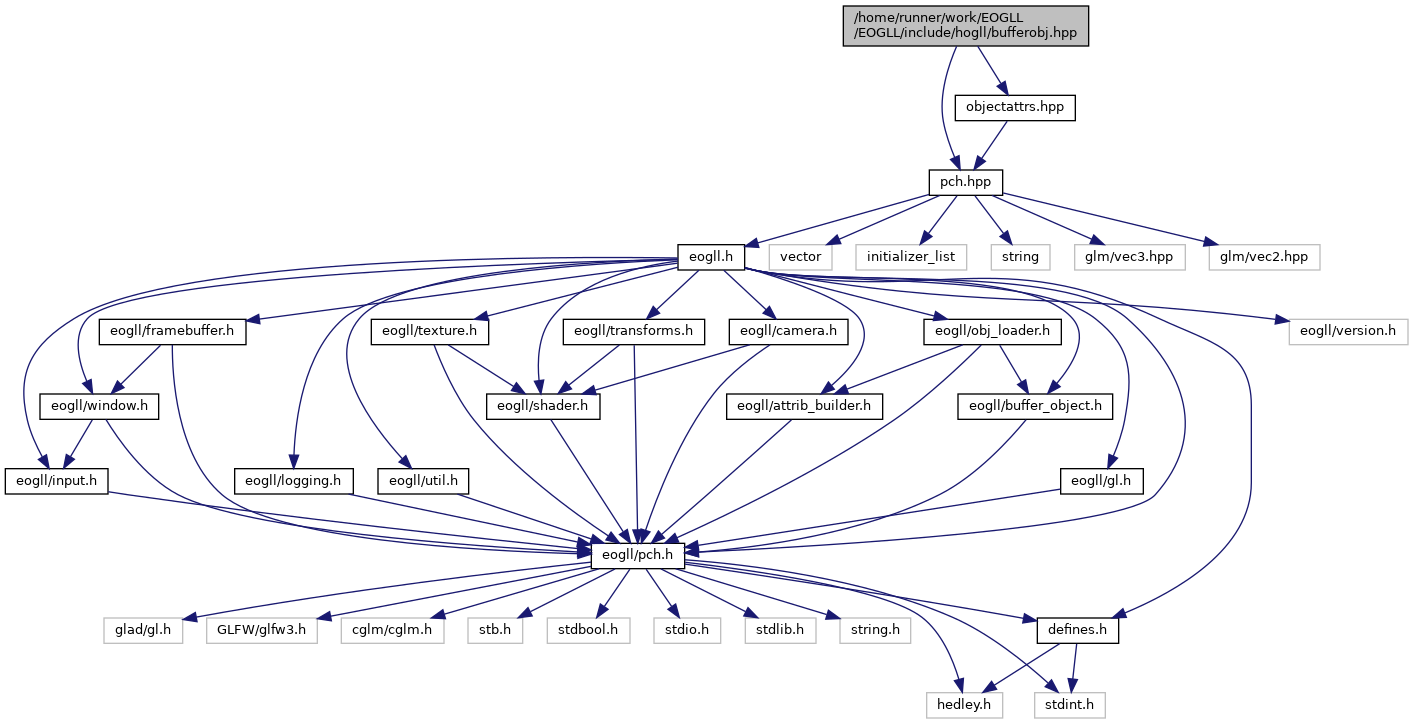 /home/runner/work/EOGLL
/EOGLL/include/hogll/bufferobj.hpp
objectattrs.hpp
pch.hpp
eogll.h
vector
initializer_list
string
glm/vec3.hpp
glm/vec2.hpp
eogll/framebuffer.h
eogll/texture.h
eogll/transforms.h
eogll/camera.h
eogll/obj_loader.h
eogll/version.h
eogll/window.h
eogll/shader.h
eogll/attrib_builder.h
eogll/buffer_object.h
eogll/input.h
eogll/logging.h
eogll/util.h
eogll/gl.h
eogll/pch.h
glad/gl.h
GLFW/glfw3.h
cglm/cglm.h
stb.h
stdbool.h
stdio.h
stdlib.h
string.h
defines.h
hedley.h
stdint.h